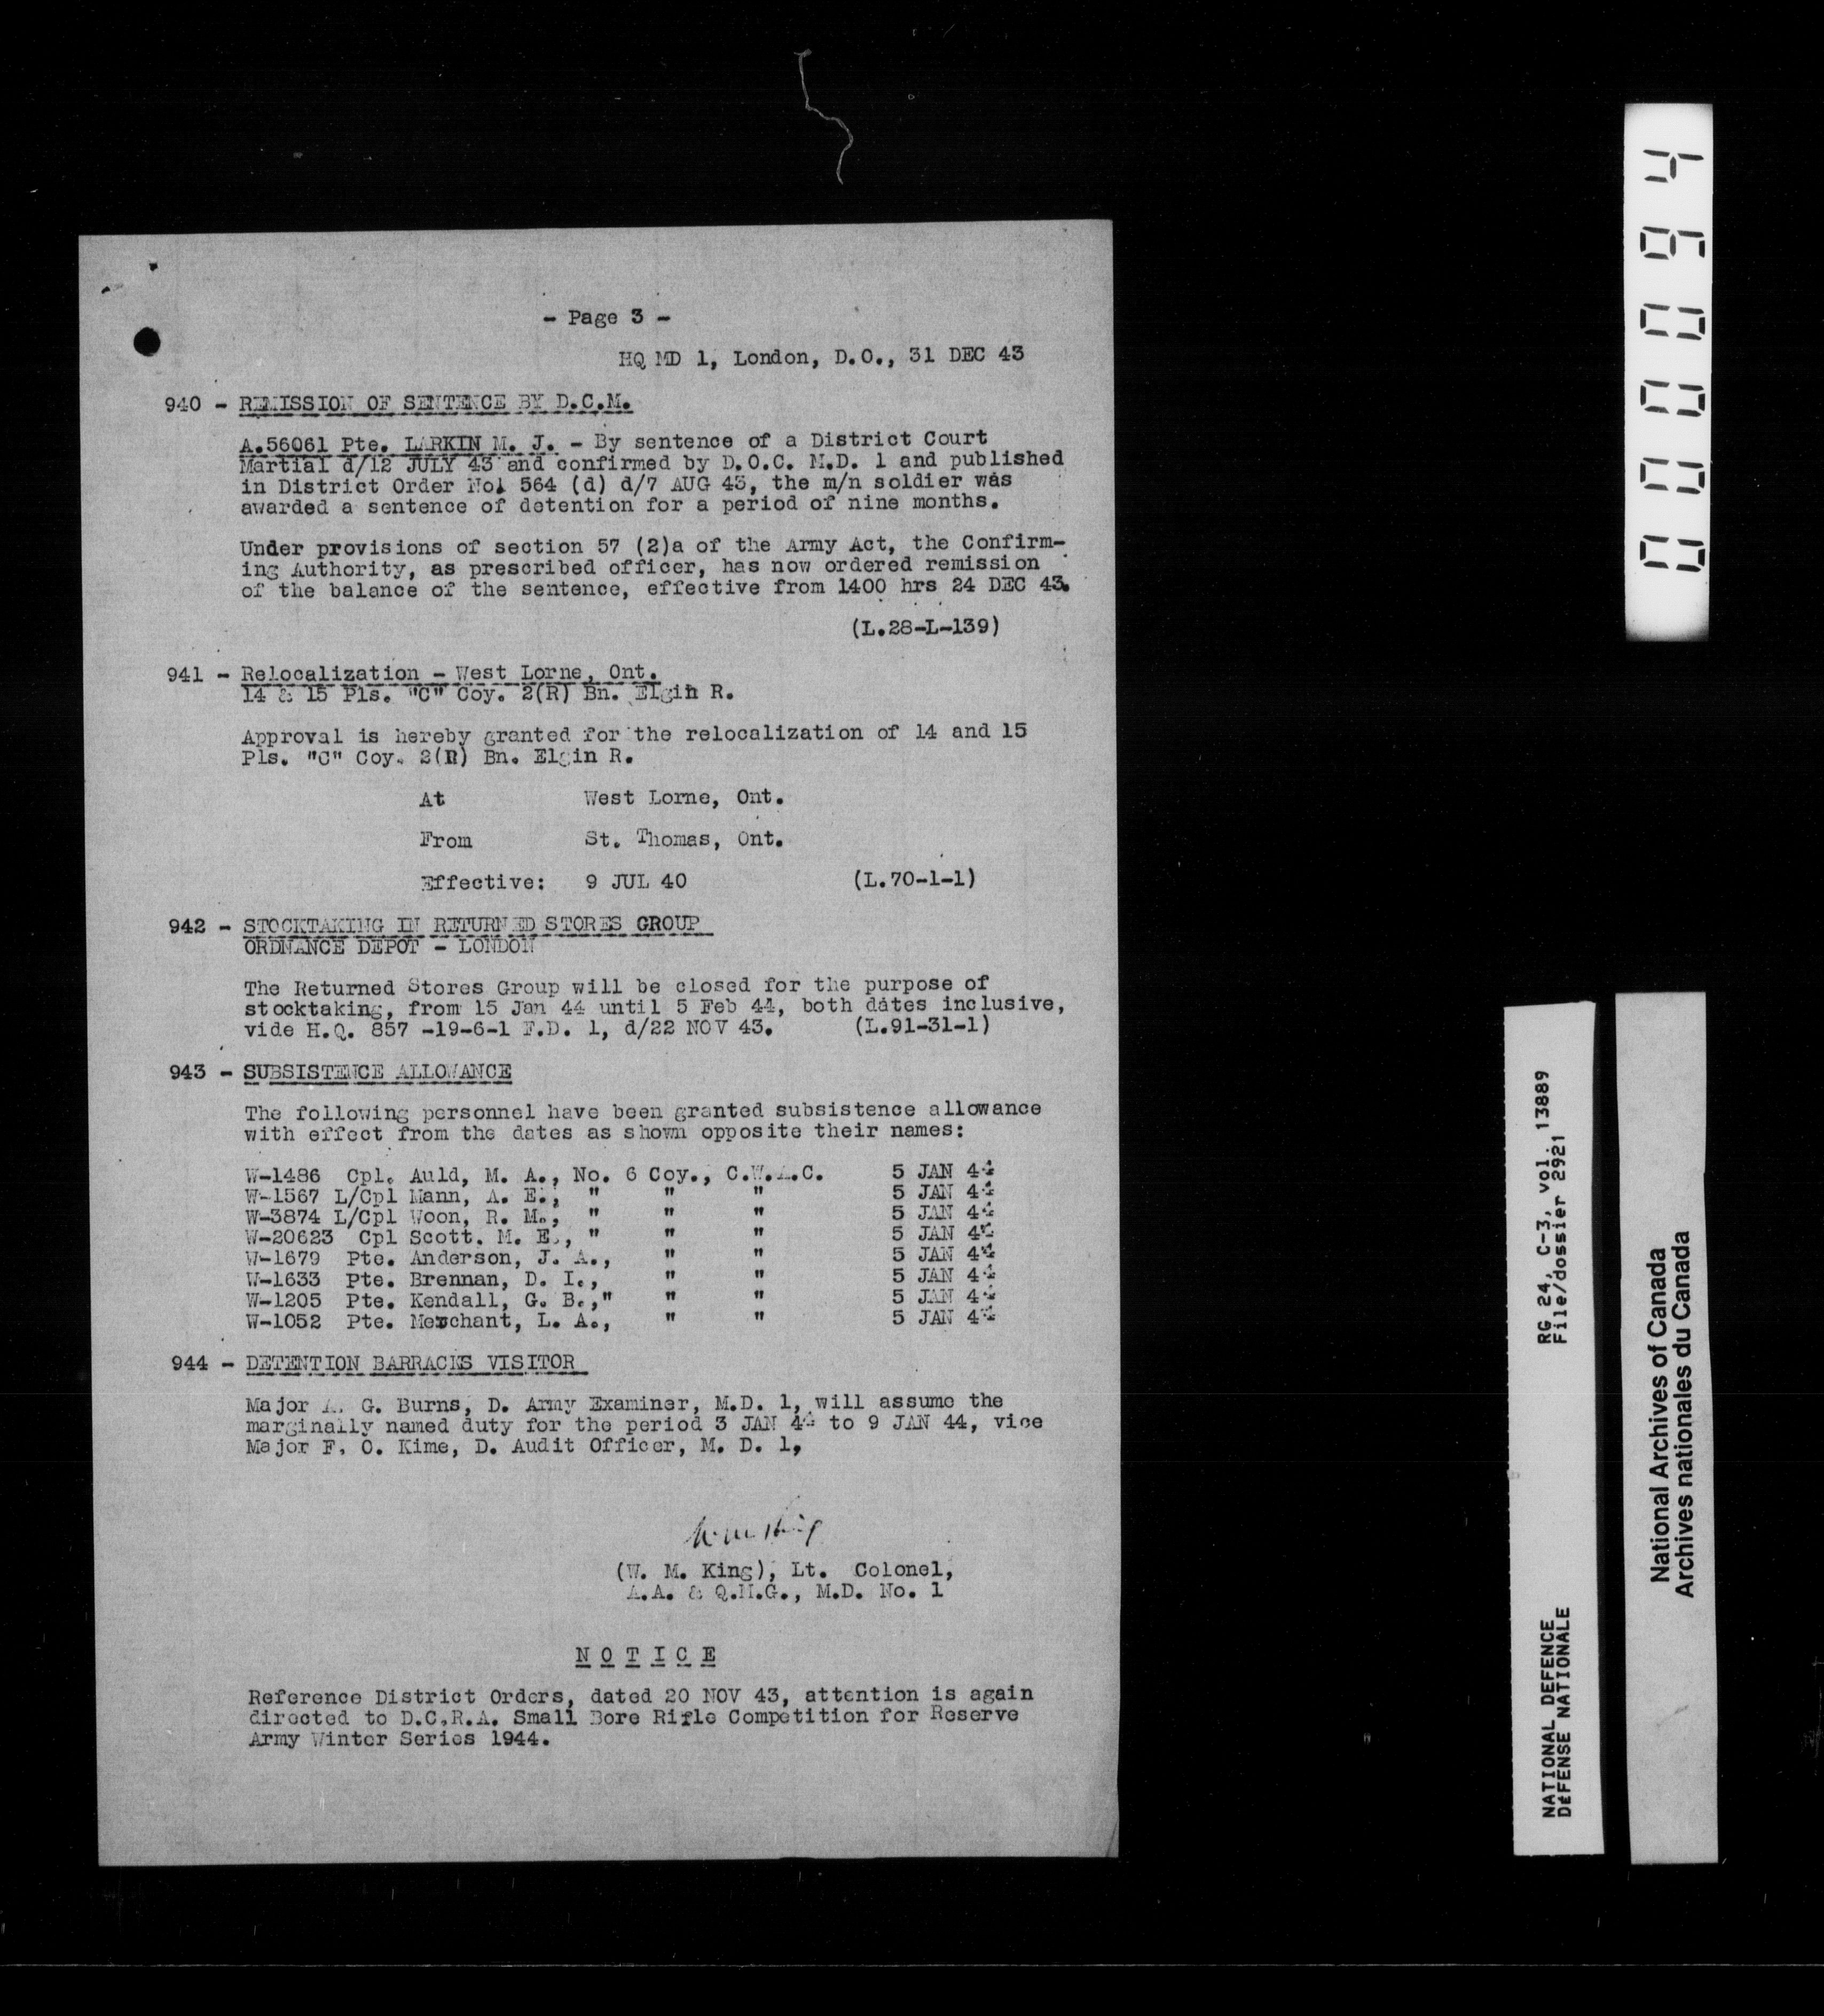 - Page 3 -
HQ MD 1, London, D.O., 31 DEC 43
940 - REMISSION OF SENTENCE BY D.C.M.
A.56061 Pte. LARKIN M. J. - By sentence of a District Court
Martial d/12 JULY 43 and confirmed by D.O.C. M.D. 1 and published
in District Order No. 564 (d) d/7 AUG 43, the m/n soldier was
awarded a sentence of detention for a period of nine months.
Under provisions of section 57 (2)a of the Army Act, the Confirm-
ing Authority, as prescribed officer, has now ordered remission
of the balance of the sentence, effective from 1400 hrs 24 DEC 43.
(L.28-L-139)
941 - Relocalization - West Lorne, Ont.
14 & 15 Pls. "C" Coy. 2(R) Bn. Elgin R.
Approval is hereby granted for the relocalization of 14 and 15
Pls. "C" Coy. 2(R) Bn. Elgin R.
At West Lorne, Ont.
From St. Thomas, Ont.
Effective: 9 JUL 40 (L.70-1-1)
942 - STOCKTAKING IN RETURNED STORES GROUP
ORDNANCE DEPOT - LONDON
The Returned Stores Group will be closed for the purpose of
stocktaking, from 15 Jan 44 until 5 Feb 44, both dates inclusive,
vide H.Q. 857 -19-6-1 F.D. 1, d/22 NOV 43. (L.91-31-1)
943 - SUBSISTENCE ALLOWANCE
The following personnel have been granted subsistence allowance
with effect from the dates as shown opposite their names:
W-1486 Cpl. Auld, M. A., No. 6 Coy., C.W.A.C. 5 JAN 44
W-1567 L/Cpl Mann, A. E., " " " 5 JAN 44
W-3874 L/Cpl Woon, R. M., " " " 5 JAN 44
W-20623 Cpl Scott. M. E., " " " 5 JAN 44
W-1679 Pte. Anderson, J. A., " " 5 JAN 44
W-1633 Pte. Brennan, D. I., " " 5 JAN 44
W-1205 Pte. Kendall, G. B.," " " 5 JAN 44
W-1052 Pte. Merchant, L. A., " " 5 JAN 44
944 - DETENTION BARRACKS VISITOR
Major A. G. Burns, D. Army Examiner, M.D. 1, will assume the
marginally named duty for the period 3 JAN 44 to 9 JAN 44, vice
Major F. O. Kime, D. Audit Officer, M. D. 1,
W M King
(W. M. King), Lt. Colonel,
A.A. & Q.M.G., M.D. No. 1
N O T I C E
Reference District Orders, dated 20 NOV 43, attention is again
directed to D.C.R.A. Small Bore Rifle Competition for Reserve
Army Winter Series 1944.
000094
NATIONAL DEFENCE RG 24, C-3, vol. 13889
DÉFENSE NATIONALE File/dossier 2921
National Archives of Canada
Archives nationales du Canada